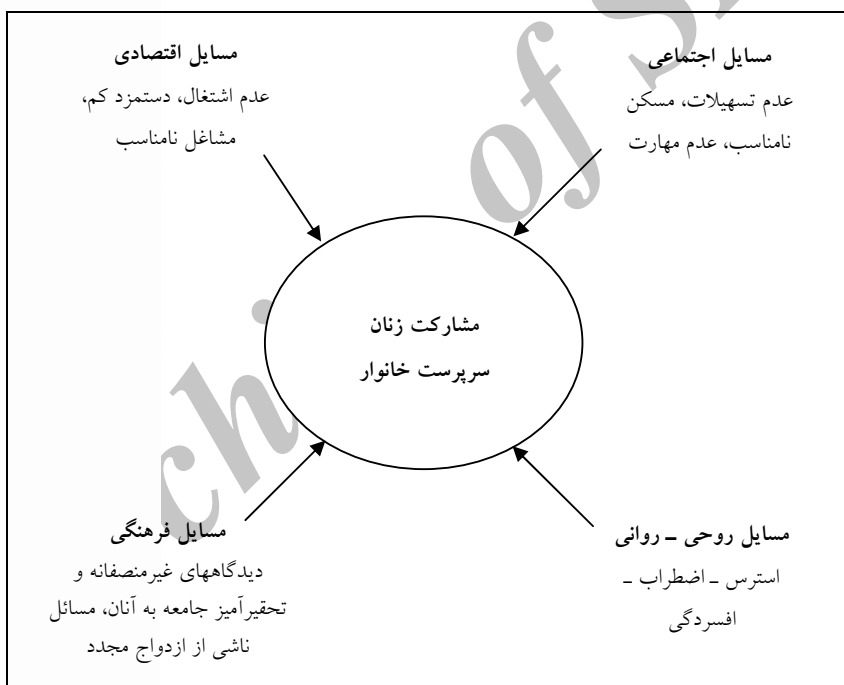 مسایل اجتماعی
عدم تسهیلات، مسکن
نامناسب، عدم مهارت
مسایل اقتصادی
عدم اشتغال، دستمزد کم،
مشاغل نامناسب
مشارکت زنان
سرپرست خانوار
مسایل روحی ـ روانی
استرس ـ اضطراب ـ
افسردگی
مسایل فرهنگی
دیدگاههای غیرمنصفانه و
تحقیرآمیز جامعه به آنان، مسائل
ناشی از ازدواج مجدد
of